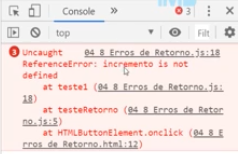 Console
»
3
top
Filt
3 Uncaught 04 8 Erros de Retorno.js:18
ReferenceError: incremento is not
defined
at teste1 (04 8 Erros de Retorno.js:
18)
at testeRetorno (04 8 Erros de Retor
no.js:5)
at HTMLButtonElement.onclick (04 8 E
rros de Retorno.html:12)